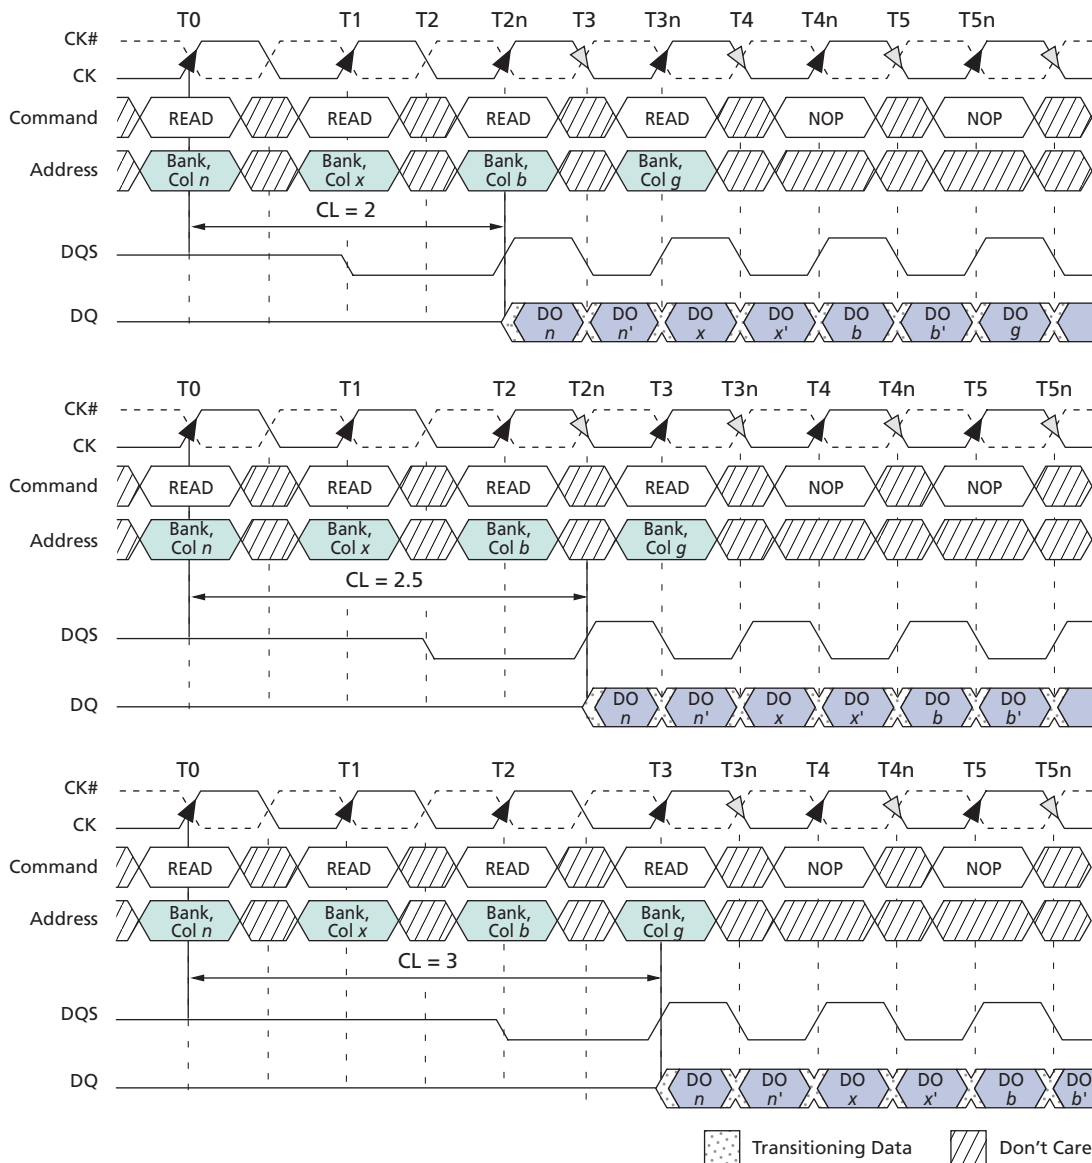 T0 T1 T2 T2n T3 T3n T4 T4n T5 T5n
CK#
CK
Command READ READ READ READ NOP NOP
Address Bank, Col n Bank, Col x Bank, Col b Bank, Col g
CL = 2
DQS
DQ DO n DO n' DO x DO x' DO b DO b' DO g
T0 T1 T2 T2n T3 T3n T4 T4n T5 T5n
CK#
CK
Command READ READ READ READ NOP NOP
Address Bank, Col n Bank, Col x Bank, Col b Bank, Col g
CL = 2.5
DQS
DQ DO n DO n' DO x DO x' DO b DO b'
T0 T1 T2 T3 T3n T4 T4n T5 T5n
CK#
CK
Command READ READ READ READ NOP NOP
Address Bank, Col n Bank, Col x Bank, Col b Bank, Col g
CL = 3
DQS
DQ DO n DO n' DO x DO x' DO b DO b'
Transitioning Data Don't Care